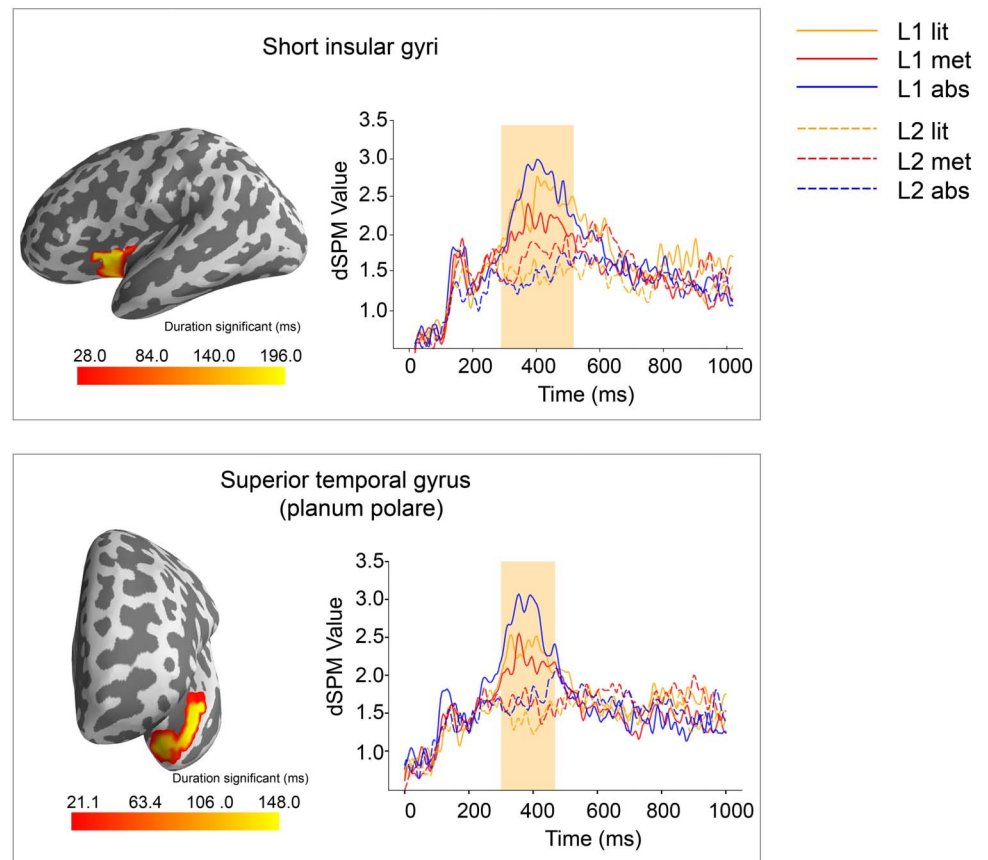 Short insular gyri
L1 lit
L1 met
L1 abs
L2 lit
L2 met
L2 abs
dSPM Value
3.5
3.0
2.5
2.0
1.5
1.0
0 200 400 600 800 1000
Time (ms)
Duration significant (ms)
28.0 84.0 140.0 196.0
Superior temporal gyrus
(planum polare)
dSPM Value
3.5
3.0
2.5
2.0
1.5
1.0
0 200 400 600 800 1000
Time (ms)
Duration significant (ms)
21.1 63.4 106 .0 148.0